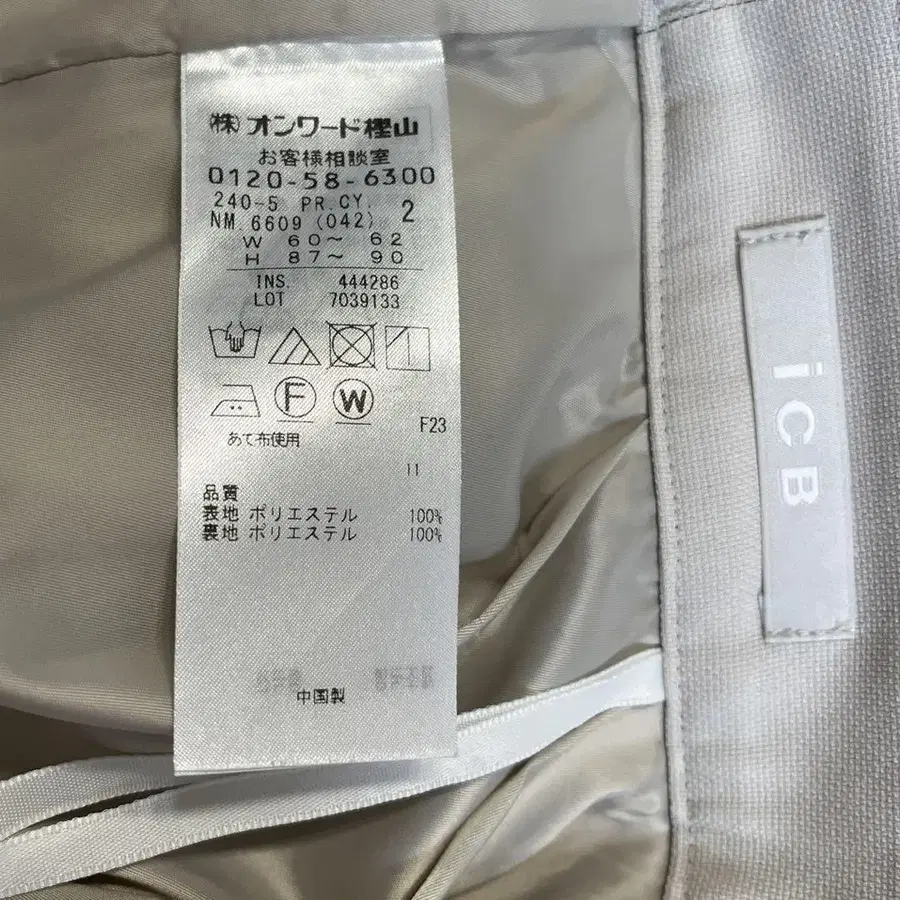 (株)オンワード樫山
お客様相談室
0120-58-6300
240-5 PR.CY. 2
NM.6609 (042)
W 60〜 62
H 87〜 90
INS. 444286
LOT 7039133
F
W
あて布使用
F23
11
品質
表地 ポリエステル 100%
裏地 ポリエステル 100%
中国製
iCB